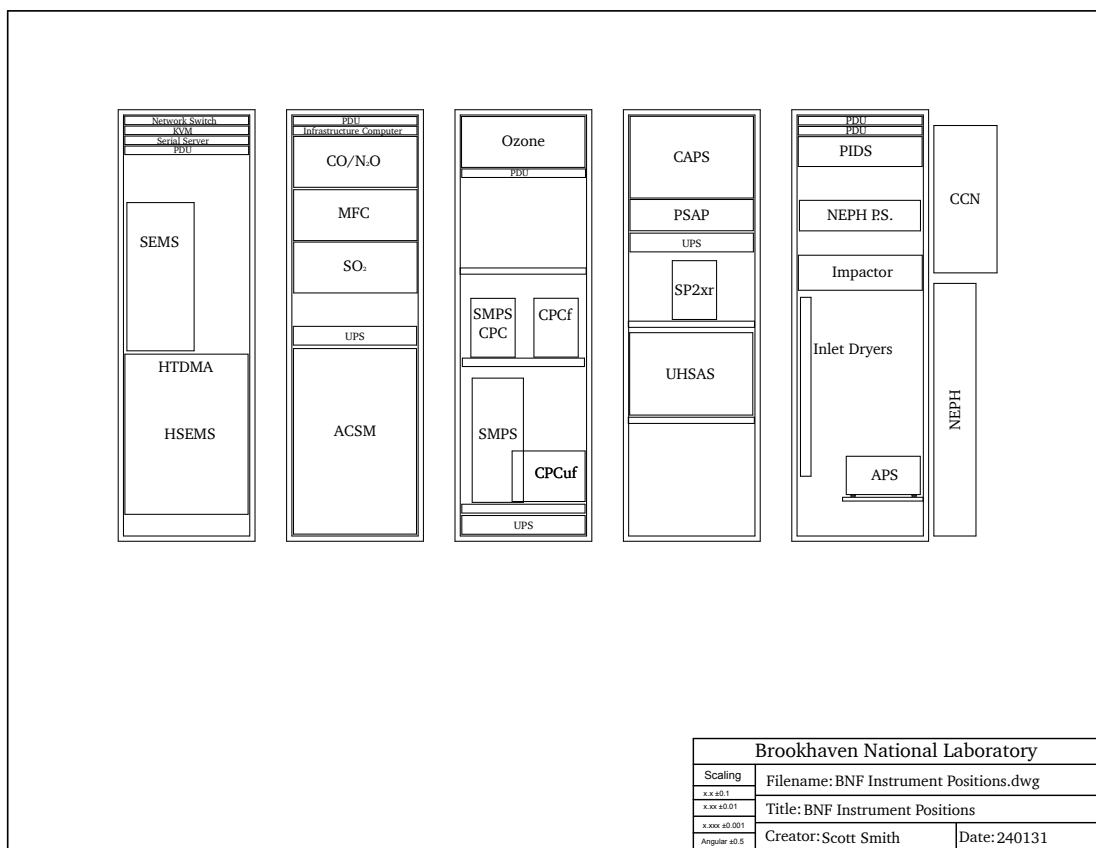 Network Switch
KVM
Serial Server
PDU
SEMS
HTDMA
HSEMS
PDU
Infrastructure Computer
CO/N₂O
MFC
SO₂
UPS
ACSM
Ozone
PDU
SMPS
CPC
CPCf
SMPS
CPCuf
UPS
CAPS
PSAP
UPS
SP2xr
UHSAS
PDU
PDU
PIDS
NEPH P.S.
Impactor
Inlet Dryers
APS
CCN
NEPH
Brookhaven National Laboratory
Scaling
x.x ±0.1
x.xx ±0.01
x.xxx ±0.001
Angular ±0.5
Filename: BNF Instrument Positions.dwg
Title: BNF Instrument Positions
Creator: Scott Smith
Date: 240131